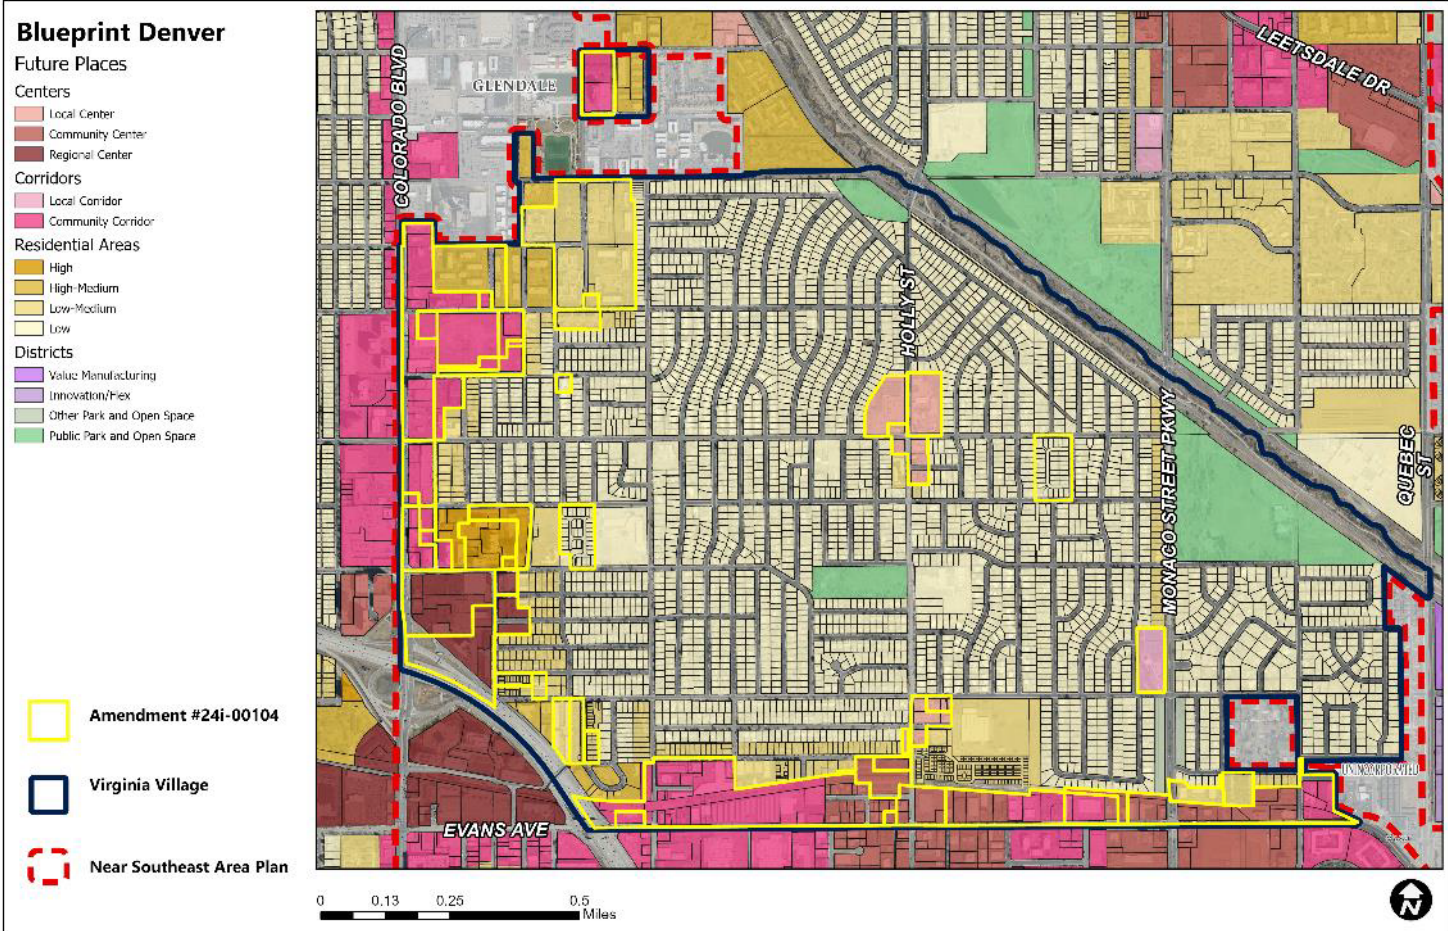 Blueprint Denver
Future Places
Centers
Local Center
Community Center
Regional Center
Corridors
Local Corridor
Community Corridor
Residential Areas
High
High-Medium
Low-Medium
Low
Districts
Value Manufacturing
Innovation/Flex
Other Park and Open Space
Public Park and Open Space
Amendment #24i-00104
Virginia Village
Near Southeast Area Plan
COLORADO BLVD
GLENDALE
LEETSDALE DR
HOLLY ST
MONACO STREET PKWY
QUEBEC
ST
UNINCORPORATED
EVANS AVE
0 0.13 0.25 0.5
Miles
N